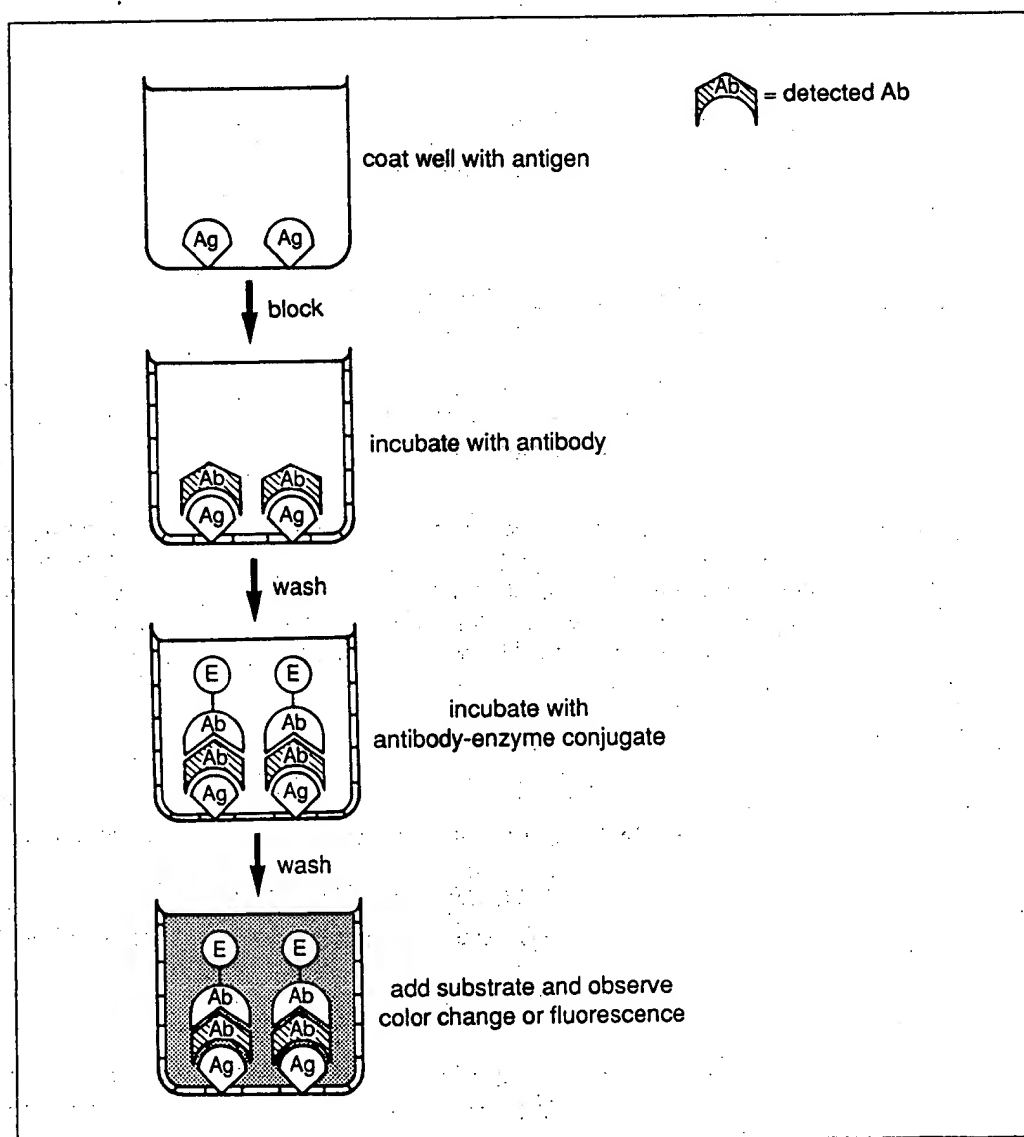 Ab = detected Ab
coat well with antigen
Ag Ag
block
incubate with antibody
Ab Ab
Ag Ag
wash
E E
incubate with
antibody-enzyme conjugate
Ab Ab
Ab Ab
Ag Ag
wash
E E
add substrate and observe
color change or fluorescence
Ab Ab
Ab Ab
Ag Ag